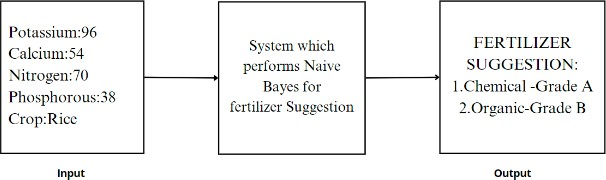 Potassium:96
Calcium:54
Nitrogen:70
Phosphorous:38
Crop:Rice
System which
performs Naive
Bayes for
fertilizer Suggestion
FERTILIZER
SUGGESTION:
1.Chemical -Grade A
2.Organic-Grade B
Input
Output